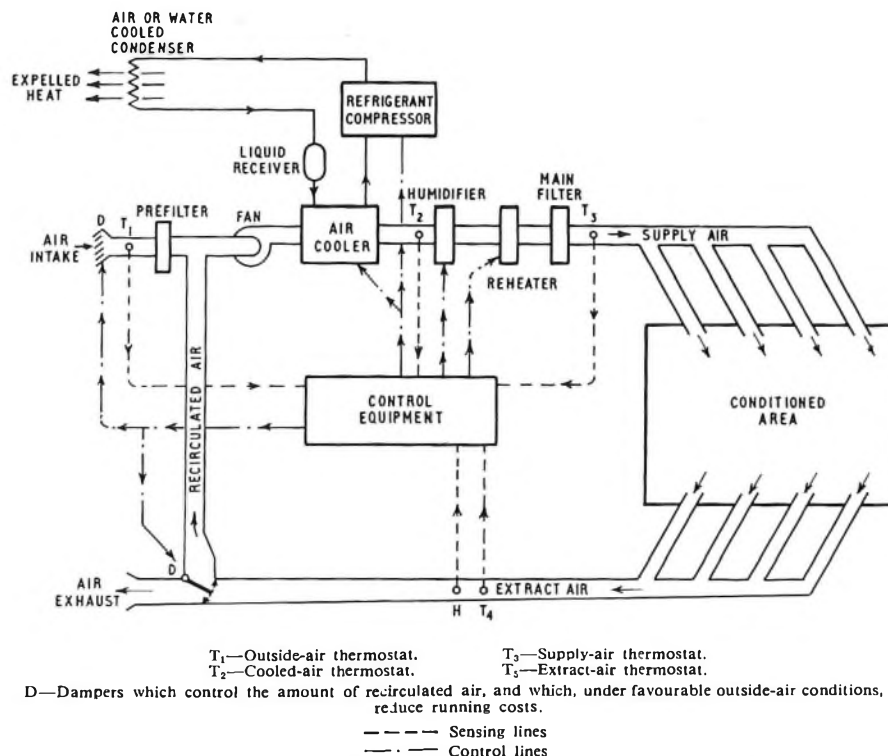 AIR OR WATER
COOLED
CONDENSER
EXPELLED
HEAT
REFRIGERANT
COMPRESSOR
LIQUID
RECEIVER
D
T₁
PREFILTER
FAN
AIR
COOLER
T₂
HUMIDIFIER
MAIN
FILTER
T₃
AIR
INTAKE
SUPPLY AIR
REHEATER
RECIRCULATED AIR
CONTROL
EQUIPMENT
CONDITIONED
AREA
D
AIR
EXHAUST
H
T₄
EXTRACT AIR
T₁—Outside-air thermostat.
T₃—Supply-air thermostat.
T₂—Cooled-air thermostat.
T₅—Extract-air thermostat.
D—Dampers which control the amount of recirculated air, and which, under favourable outside-air conditions,
reduce running costs.
Sensing lines
Control lines